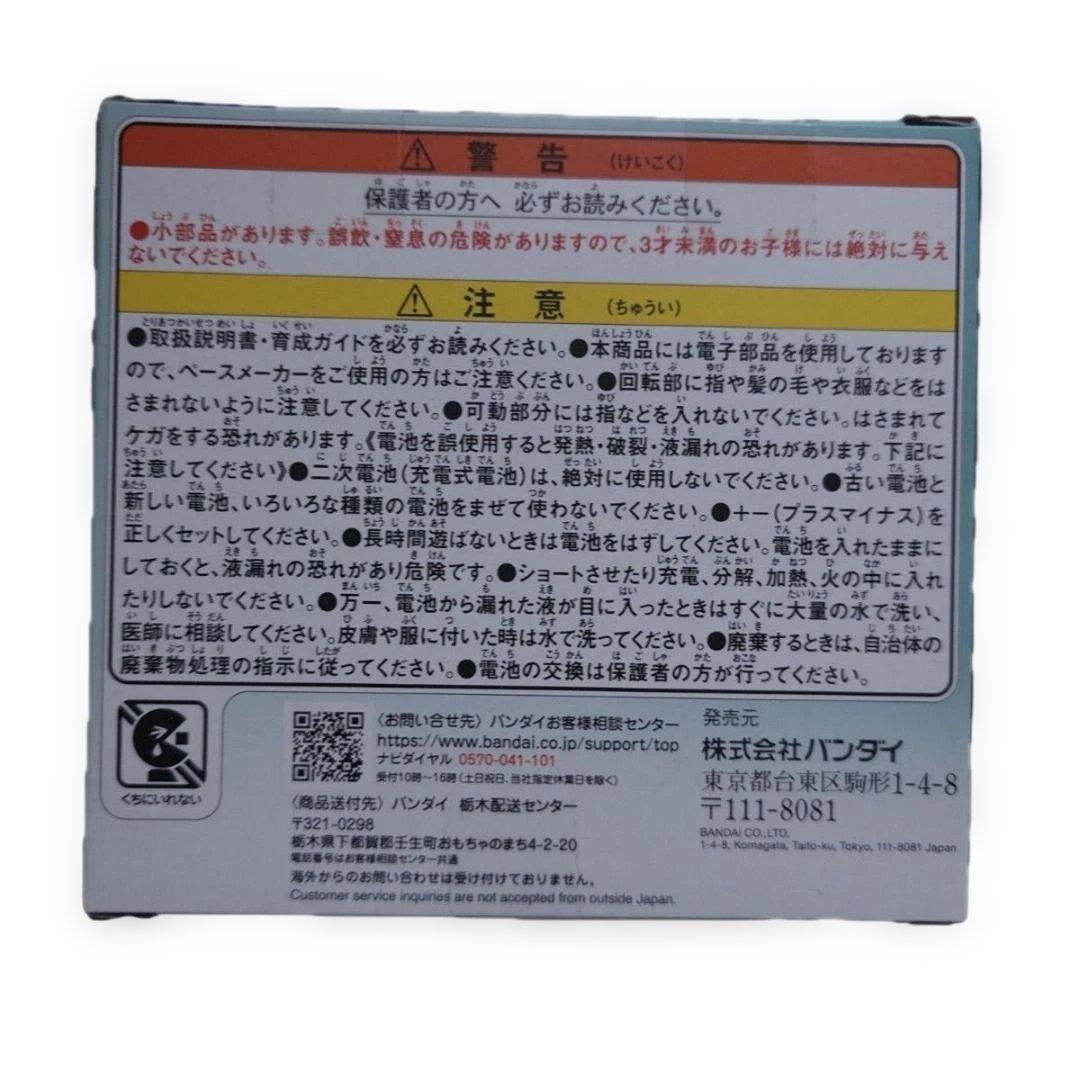 警告 (けいこく)
保護者の方へ 必ずお読みください。
●小部品があります。誤飲・窒息の危険がありますので、3才未満のお子様には絶対に与え
ないでください。
注意 (ちゅうい)
●取扱説明書・育成ガイドを必ずお読みください。●本商品には電子部品を使用しております
ので、ペースメーカーをご使用の方はご注意ください。●回転部に指や髪の毛や衣服などをは
さまれないように注意してください。●可動部分には指などを入れないでください。はさまれて
ケガをする恐れがあります。《電池を誤使用すると発熱・破裂・液漏れの恐れがあります。下記に
注意してください》●二次電池(充電式電池)は、絶対に使用しないでください。●古い電池と
新しい電池、いろいろな種類の電池をまぜて使わないでください。●+-(プラスマイナス)を
正しくセットしてください。●長時間遊ばないときは電池をはずしてください。電池を入れたままに
しておくと、液漏れの恐れがあり危険です。●ショートさせたり充電、分解、加熱、火の中に入れ
たりしないでください。●万一、電池から漏れた液が目に入ったときはすぐに大量の水で洗い、
医師に相談してください。皮膚や服に付いた時は水で洗ってください。●廃棄するときは、自治体の
廃棄物処理の指示に従ってください。●電池の交換は保護者の方が行ってください。
くちにいれない
〈お問い合せ先〉バンダイお客様相談センター
https://www.bandai.co.jp/support/top
ナビダイヤル 0570-041-101
受付10時~16時(土日祝日、当社指定休業日を除く)
〈商品送付先〉バンダイ 栃木配送センター
〒321-0298
栃木県下都賀郡壬生町おもちゃのまち4-2-20
電話番号はお客様相談センター共通
海外からのお問い合わせは受け付けておりません。
Customer service inquiries are not accepted from outside Japan.
発売元
株式会社バンダイ
東京都台東区駒形1-4-8
〒111-8081
BANDAI CO.,LTD.
1-4-8, Komagata, Taito-ku, Tokyo, 111-8081 Japan